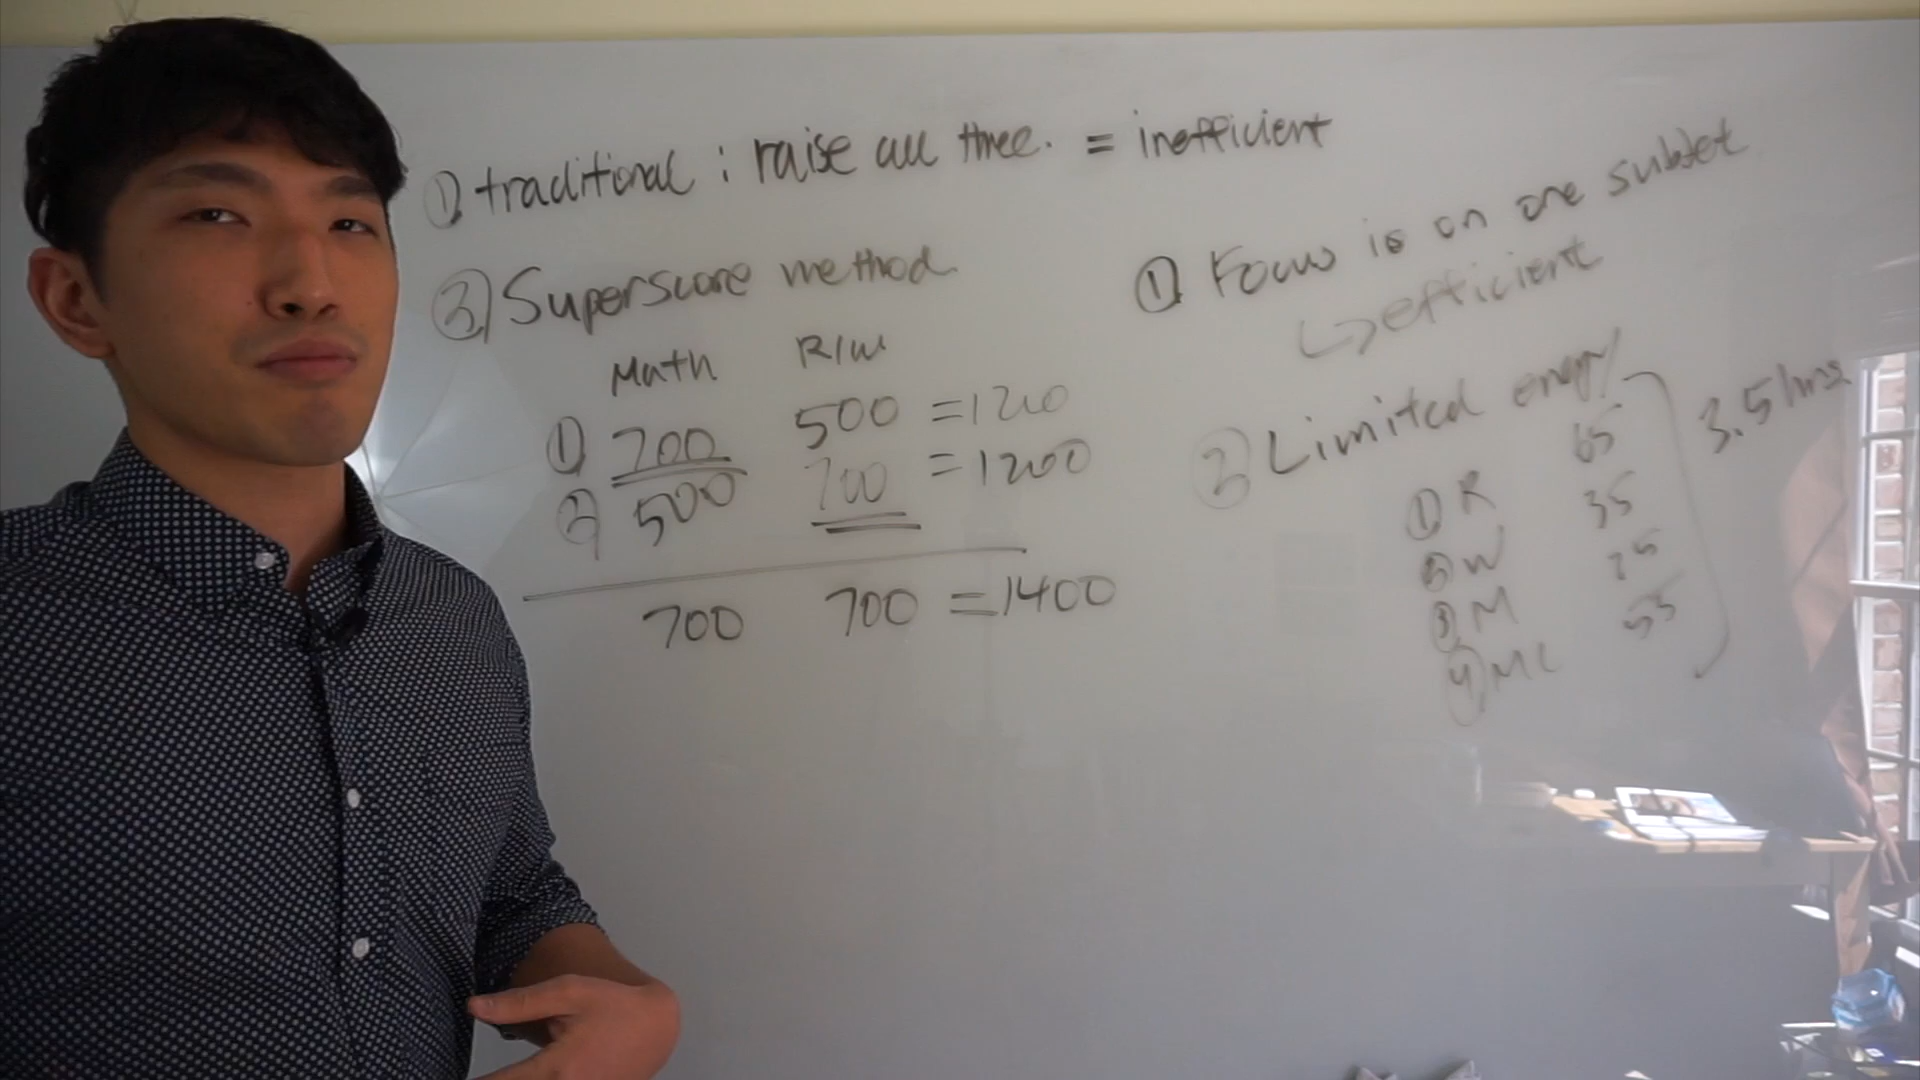 ① traditional : raise all three. = inefficient
② Superscore method
Math R/W
① 700 500 = 1200
② 500 700 = 1200
700 700 = 1400
① Focus is on one subset
↳ efficient
② Limited energy
3.5 hrs
① R 65
② W 35
③ M 25
④ MC 55